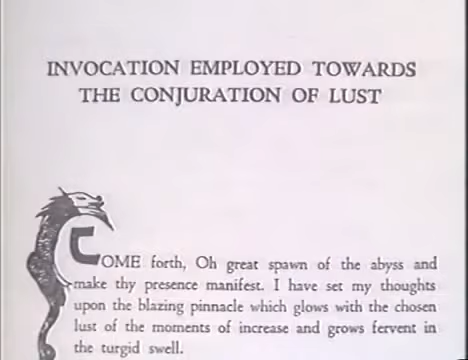 INVOCATION EMPLOYED TOWARDS
THE CONJURATION OF LUST
COME forth, Oh great spawn of the abyss and
make thy presence manifest. I have set my thoughts
upon the blazing pinnacle which glows with the chosen
lust of the moments of increase and grows fervent in
the turgid swell.